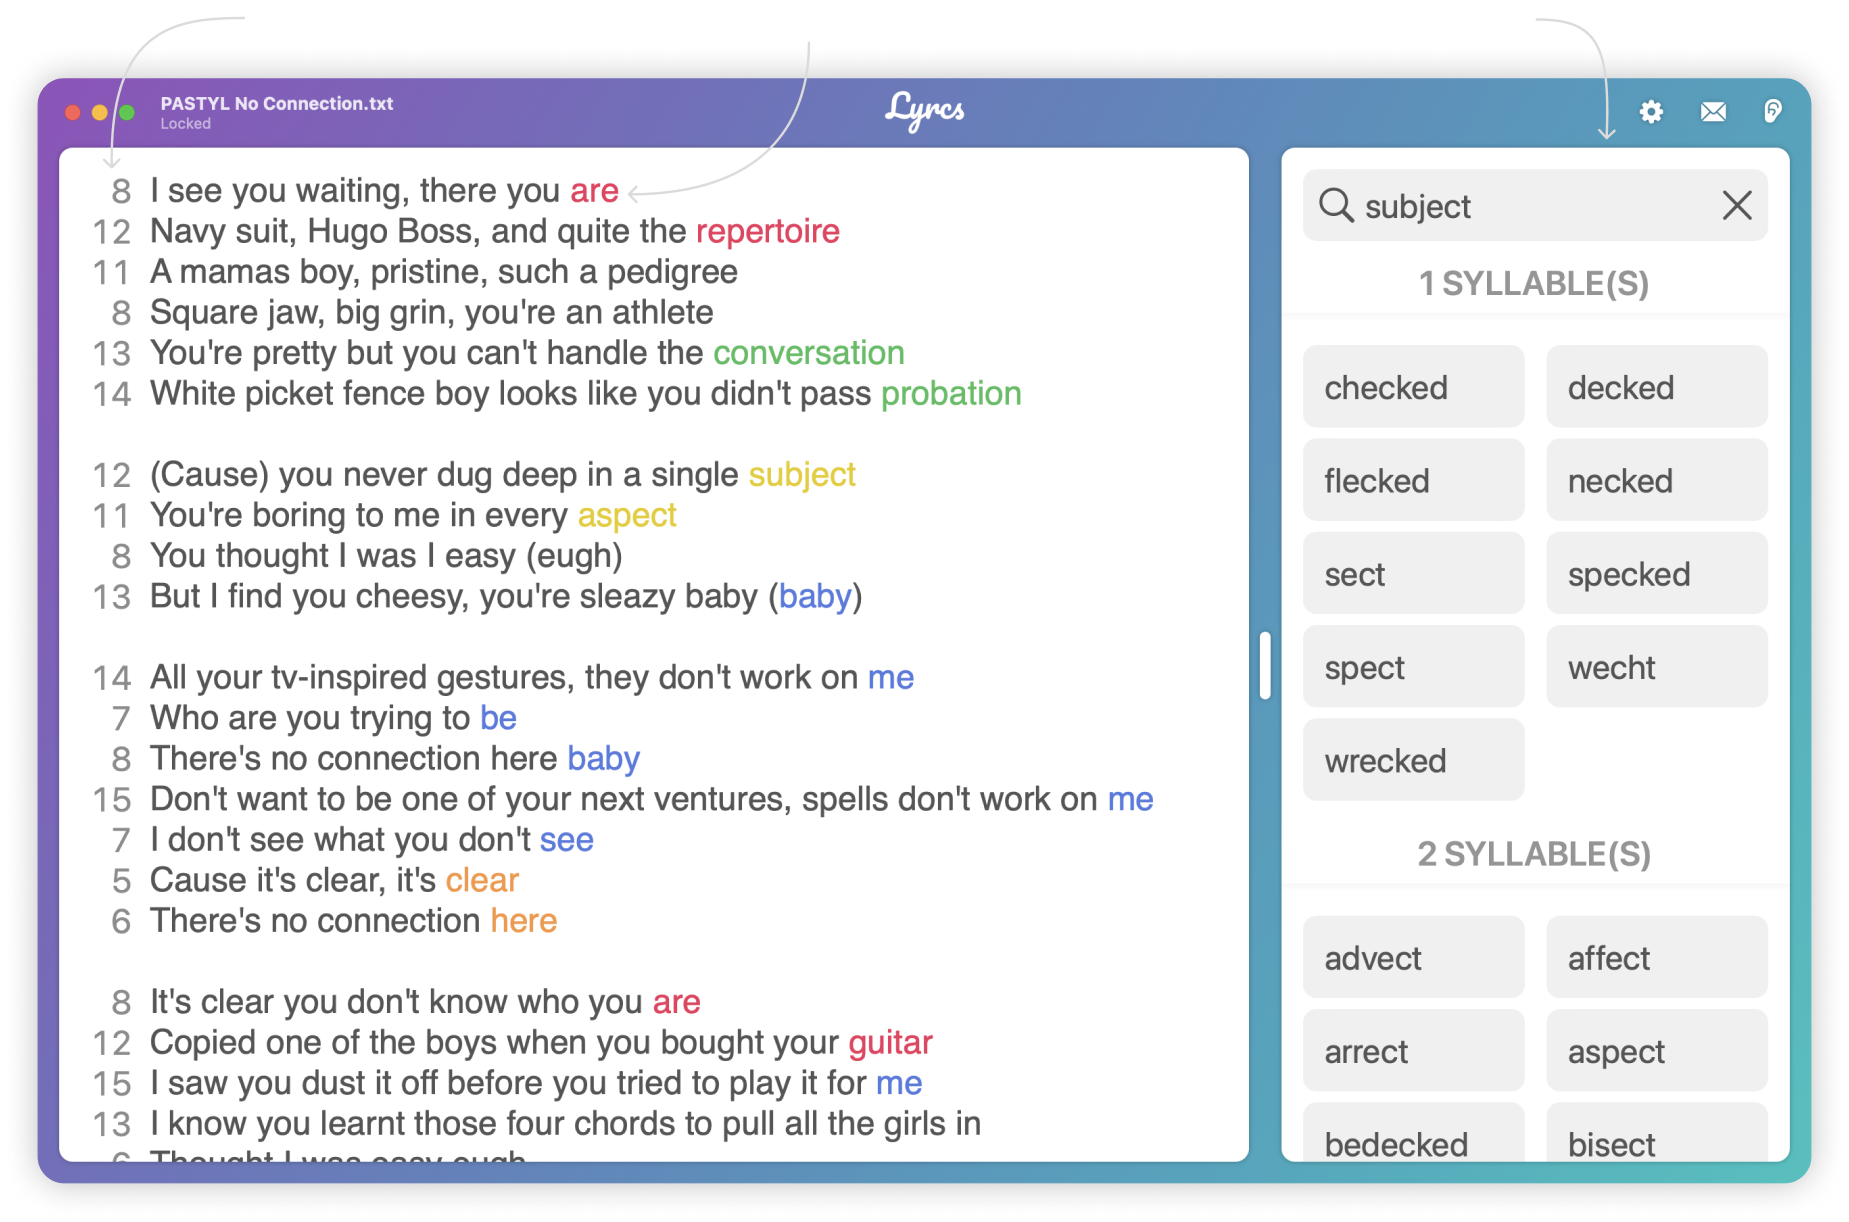 PASTYL No Connection.txt
Locked
Lyrcs
8 I see you waiting, there you are
12 Navy suit, Hugo Boss, and quite the repertoire
11 A mamas boy, pristine, such a pedigree
8 Square jaw, big grin, you're an athlete
13 You're pretty but you can't handle the conversation
14 White picket fence boy looks like you didn't pass probation
12 (Cause) you never dug deep in a single subject
11 You're boring to me in every aspect
8 You thought I was I easy (eugh)
13 But I find you cheesy, you're sleazy baby (baby)
14 All your tv-inspired gestures, they don't work on me
7 Who are you trying to be
8 There's no connection here baby
15 Don't want to be one of your next ventures, spells don't work on me
7 I don't see what you don't see
5 Cause it's clear, it's clear
6 There's no connection here
8 It's clear you don't know who you are
12 Copied one of the boys when you bought your guitar
15 I saw you dust it off before you tried to play it for me
13 I know you learnt those four chords to pull all the girls in
6 Thought I was easy eugh
subject
1 SYLLABLE(S)
checked decked
flecked necked
sect specked
spect wecht
wrecked
2 SYLLABLE(S)
advect affect
arrect aspect
bedecked bisect